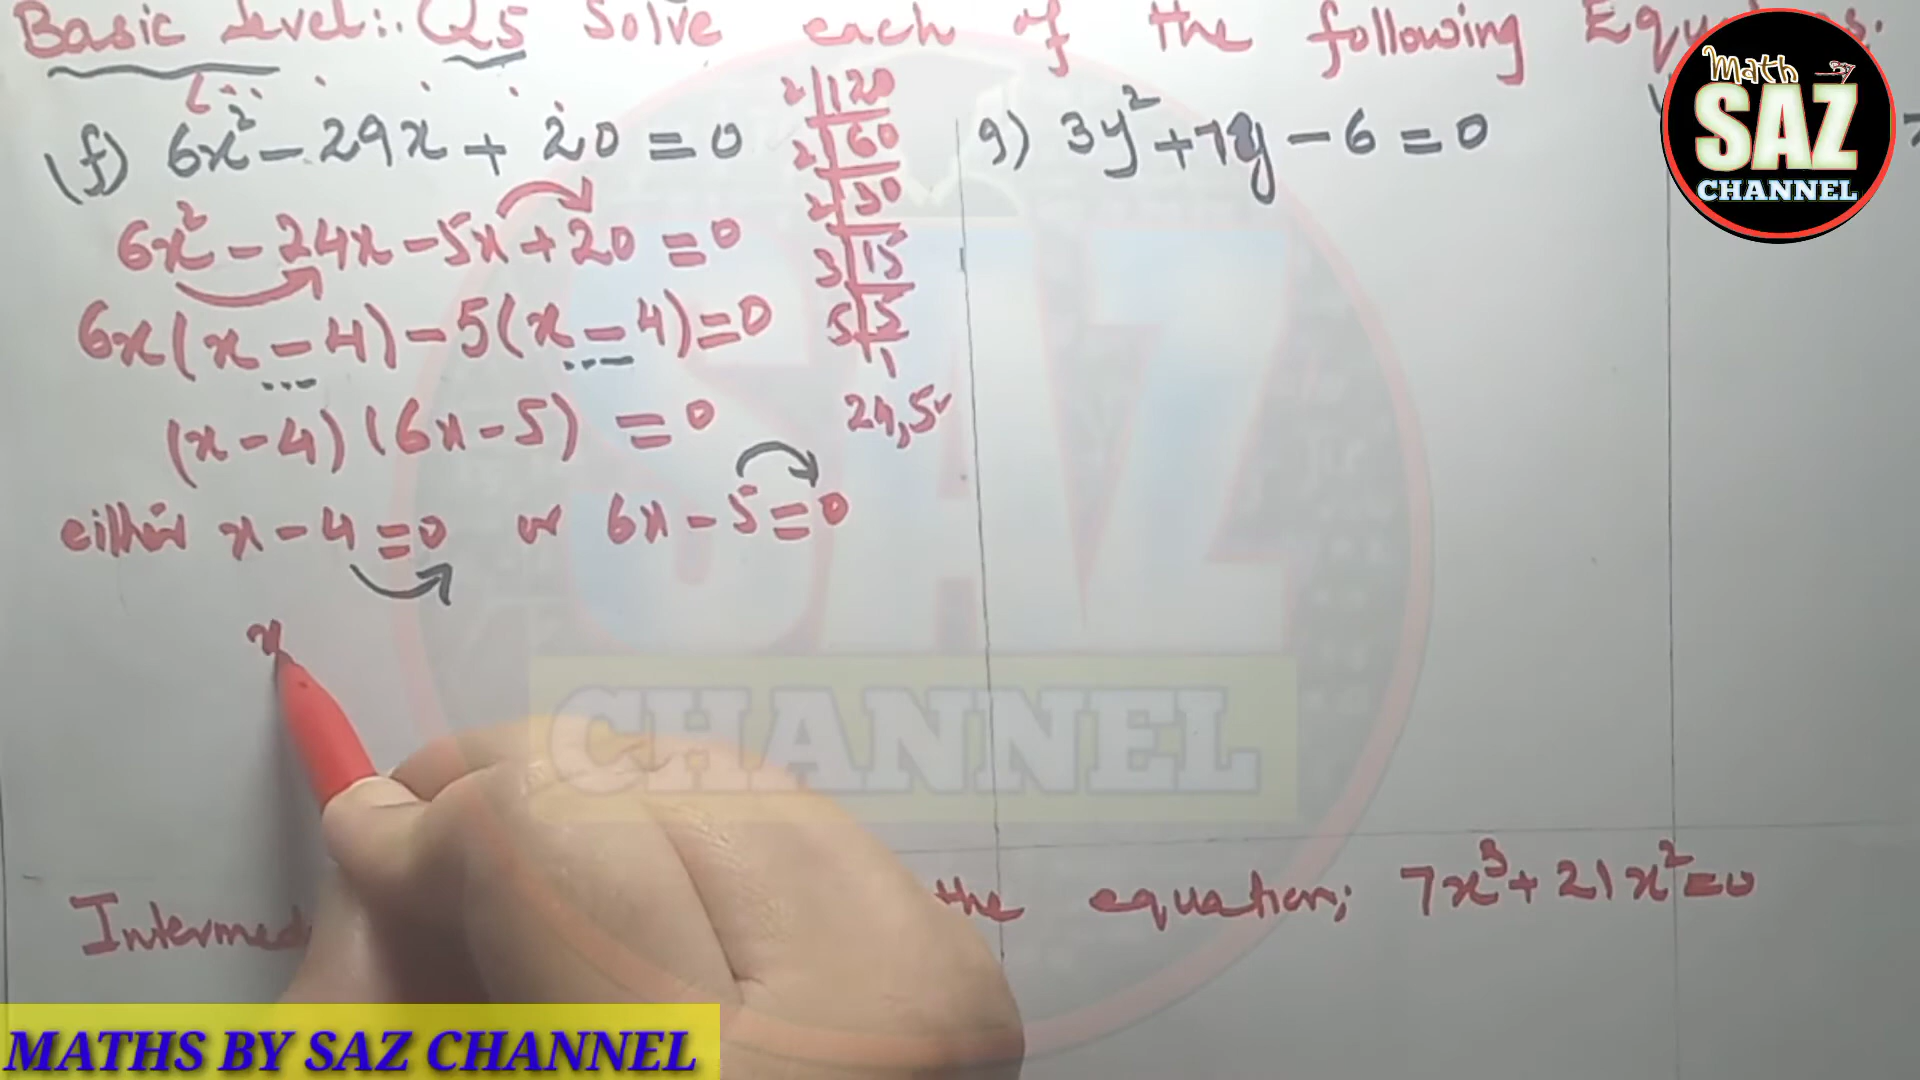 Basic level:. Q5 Solve each of the following
(f) 6x² - 29x + 20 = 0
6x² - 24x - 5x + 20 = 0
6x(x - 4) - 5(x - 4) = 0
(x - 4)(6x - 5) = 0
either x - 4 = 0 or 6x - 5 = 0
x
2|120
2|60
2|30
3|15
5|5
1
24,5
g) 3y² + 7y - 6 = 0
the equation; 7x³ + 21x² = 0
Math
SAZ
CHANNEL
SAZ
CHANNEL
MATHS BY SAZ CHANNEL